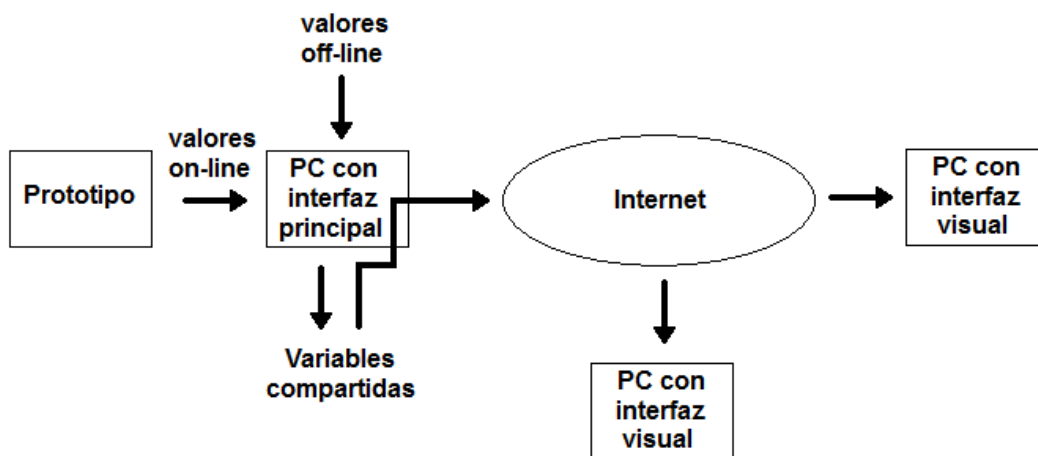 valores
off-line
valores
on-line
Prototipo
PC con
interfaz
principal
Internet
PC con
interfaz
visual
Variables
compartidas
PC con
interfaz
visual